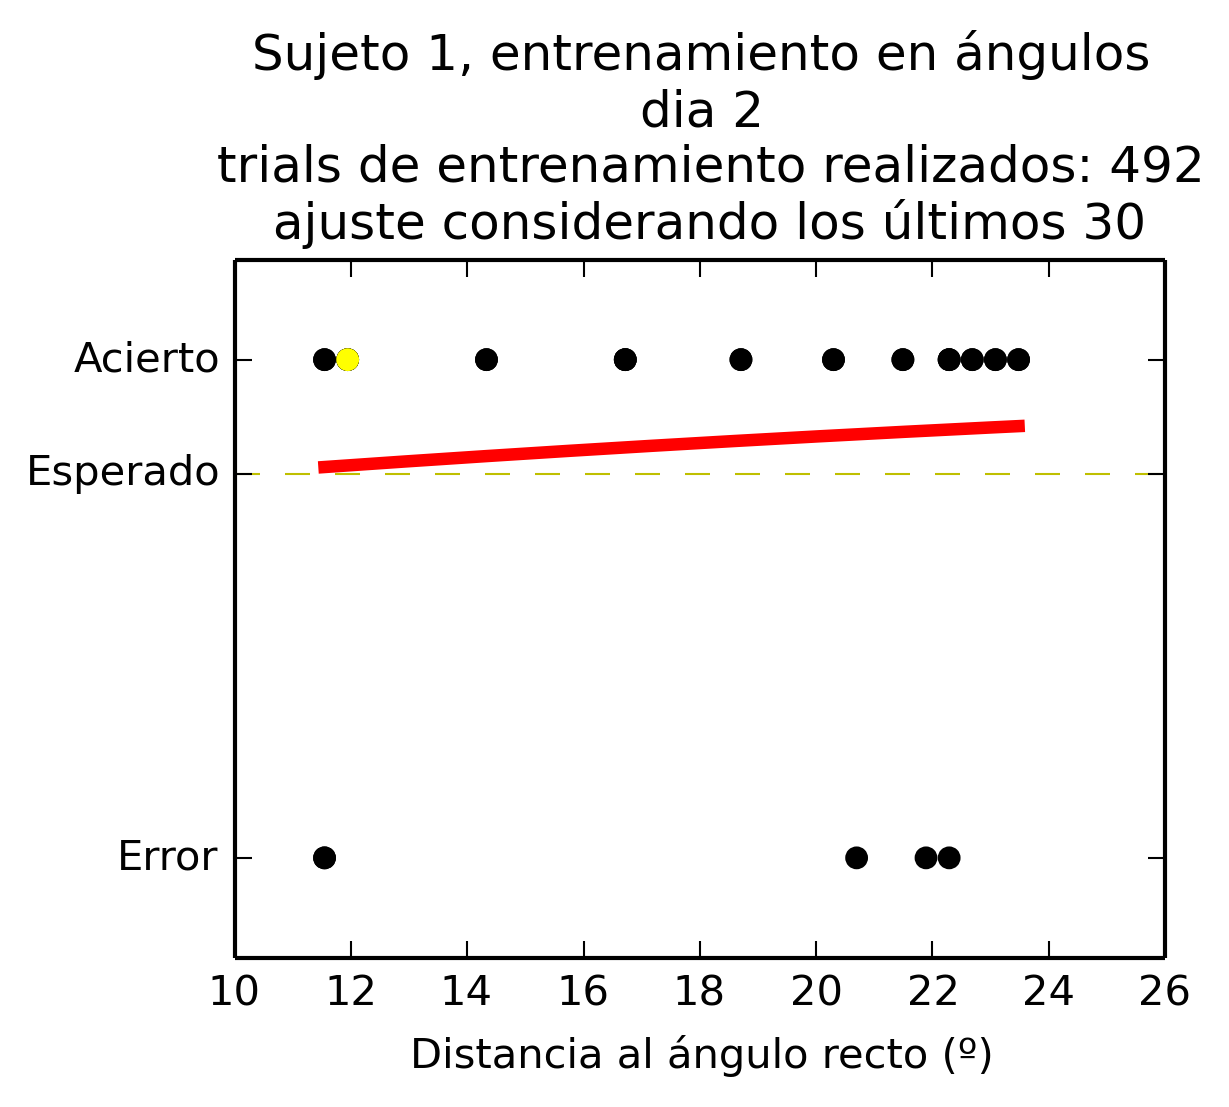 Sujeto 1, entrenamiento en ángulos
dia 2
trials de entrenamiento realizados: 492
ajuste considerando los últimos 30
Acierto
Esperado
Error
10 12 14 16 18 20 22 24 26
Distancia al ángulo recto (º)